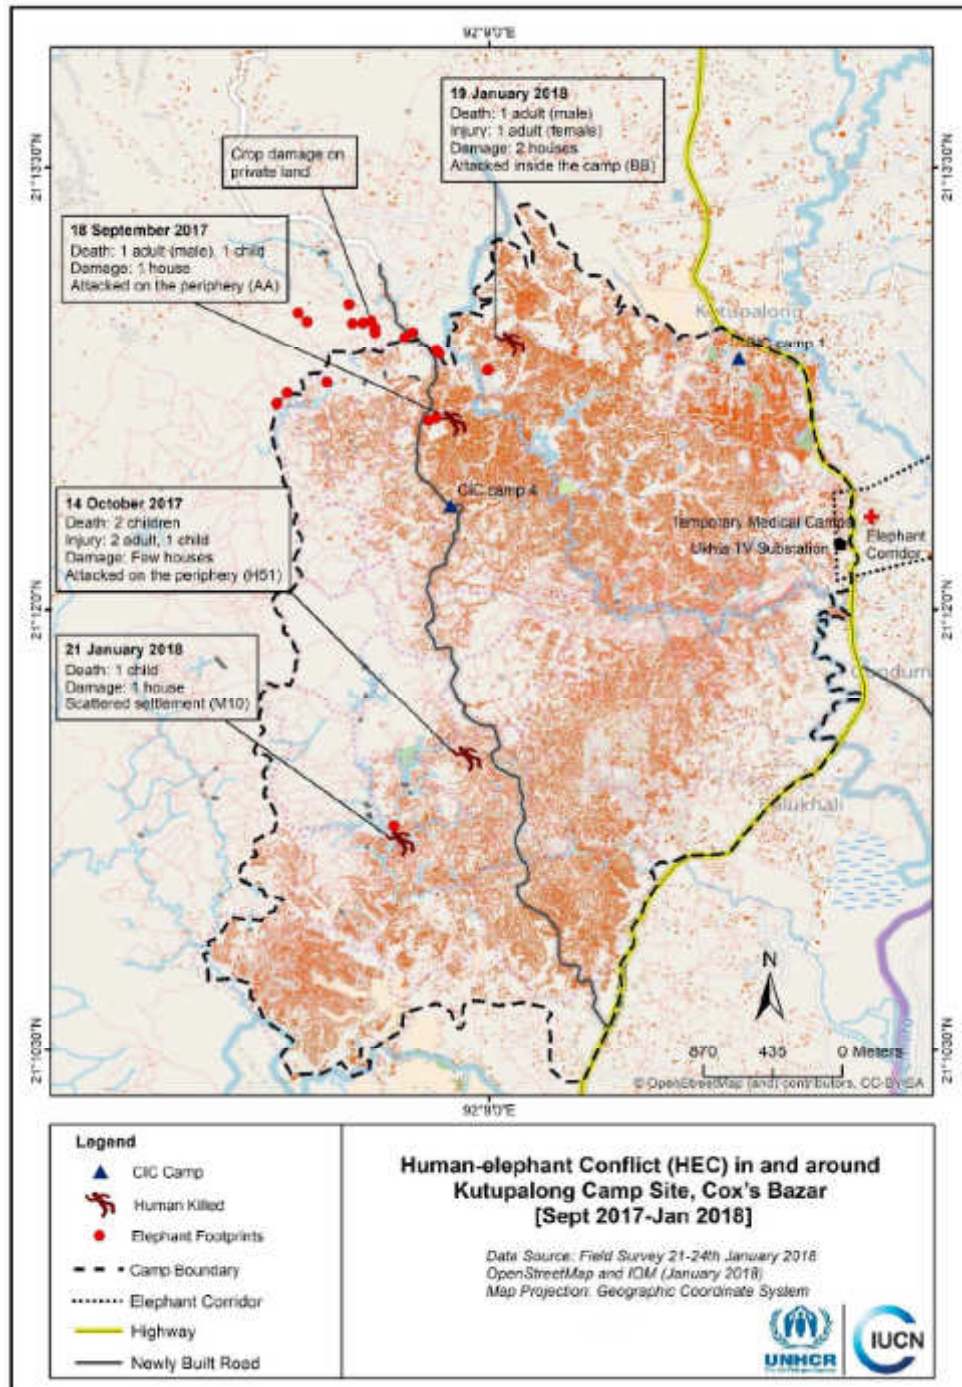 92°9'0"E
19 January 2018
Death: 1 adult (male)
Injury: 1 adult (female)
Damage: 2 houses
Attacked inside the camp (BB)
Crop damage on
private land
21°13'30"N
21°13'30"N
18 September 2017
Death: 1 adult (male), 1 child
Damage: 1 house
Attacked on the periphery (AA)
Kutupalong
camp 1
14 October 2017
Death: 2 children
Injury: 2 adult, 1 child
Damage: Few houses
Attacked on the periphery (H51)
CIC camp 4
Temporary Medical Camps
Ukhia TV Substation
Elephant
Corridor
21°12'0"N
21°12'0"N
21 January 2018
Death: 1 child
Damage: 1 house
Scattered settlement (M10)
N
870 435 0 Meters
21°10'30"N
21°10'30"N
© OpenStreetMap (and) contributors, CC-BY-SA
92°9'0"E
Legend
CIC Camp
Human Killed
Elephant Footprints
Camp Boundary
Elephant Corridor
Highway
Newly Built Road
Human-elephant Conflict (HEC) in and around
Kutupalong Camp Site, Cox's Bazar
[Sept 2017-Jan 2018]
Data Source: Field Survey 21-24th January 2018
OpenStreetMap and IOM (January 2018)
Map Projection: Geographic Coordinate System
UNHCR
IUCN